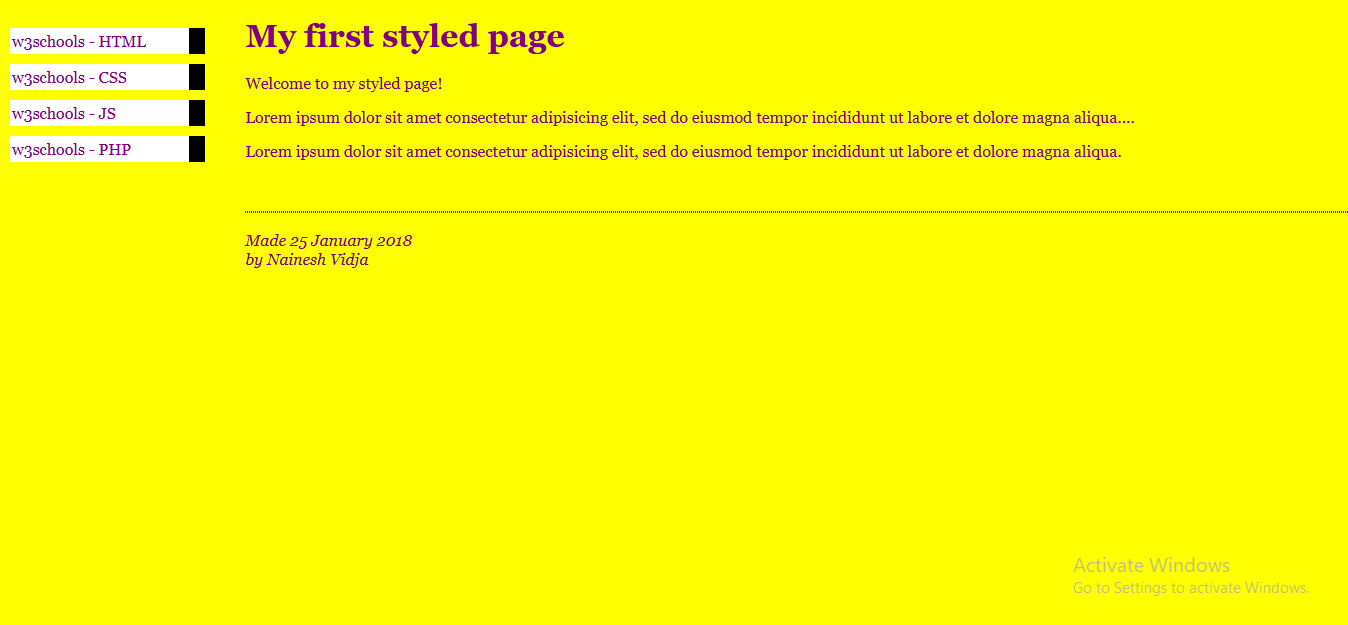 w3schools - HTML
w3schools - CSS
w3schools - JS
w3schools - PHP
My first styled page
Welcome to my styled page!
Lorem ipsum dolor sit amet consectetur adipisicing elit, sed do eiusmod tempor incididunt ut labore et dolore magna aliqua....
Lorem ipsum dolor sit amet consectetur adipisicing elit, sed do eiusmod tempor incididunt ut labore et dolore magna aliqua.
Made 25 January 2018
by Nainesh Vidja
Activate Windows
Go to Settings to activate Windows.